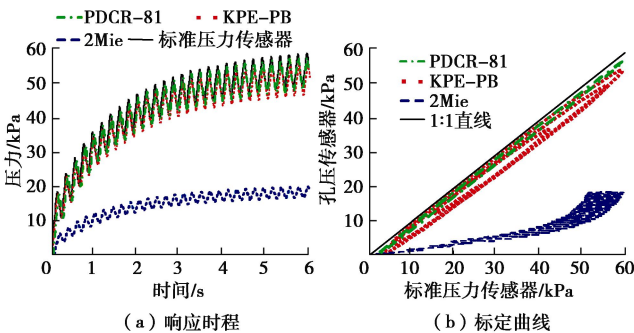 PDCR-81 KPE-PB
2Mie 标准压力传感器
压力/kPa
60
50
40
30
20
10
0 1 2 3 4 5 6
时间/s
(a)响应时程
PDCR-81
KPE-PB
2Mie
1:1直线
孔压传感器/kPa
60
50
40
30
20
10
0 10 20 30 40 50 60
标准压力传感器/kPa
(b)标定曲线